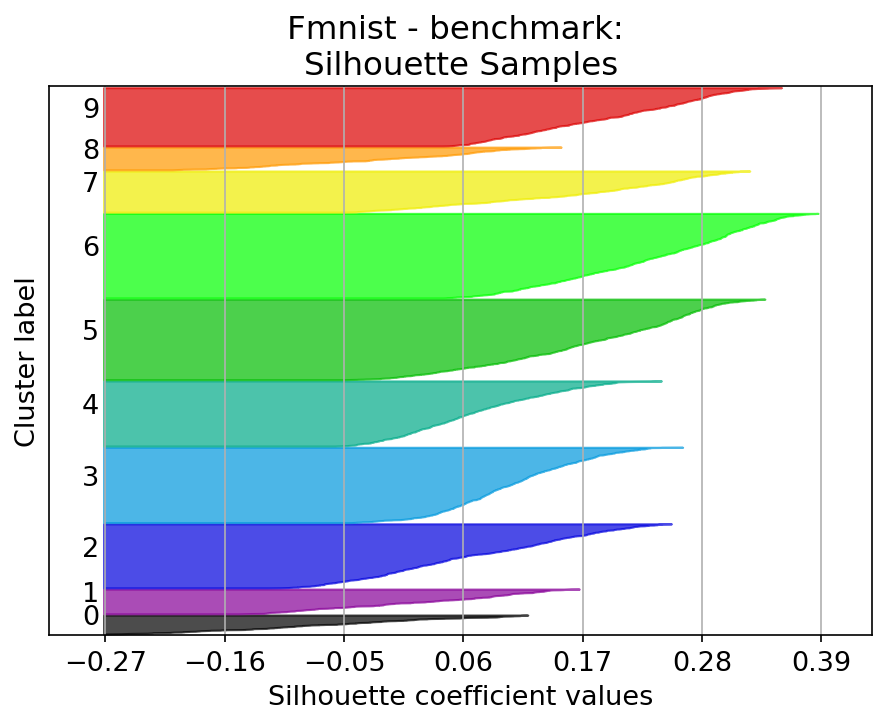 Fmnist - benchmark:
Silhouette Samples
Cluster label
9
8
7
6
5
4
3
2
1
0
−0.27 −0.16 −0.05 0.06 0.17 0.28 0.39
Silhouette coefficient values